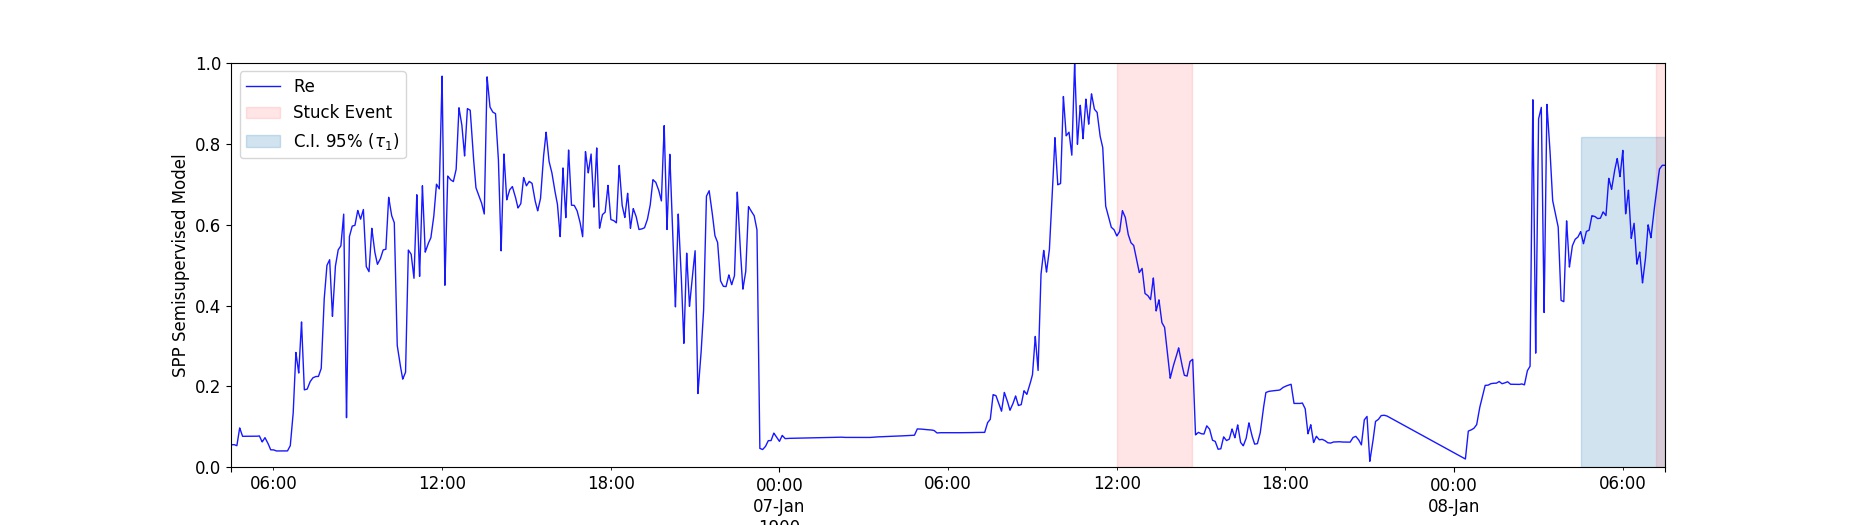 SPP Semisupervised Model
1.0
0.8
0.6
0.4
0.2
0.0
Re
Stuck Event
C.I. 95% (τ₁)
06:00
12:00
18:00
00:00
06:00
12:00
18:00
00:00
06:00
07-Jan
08-Jan
1900